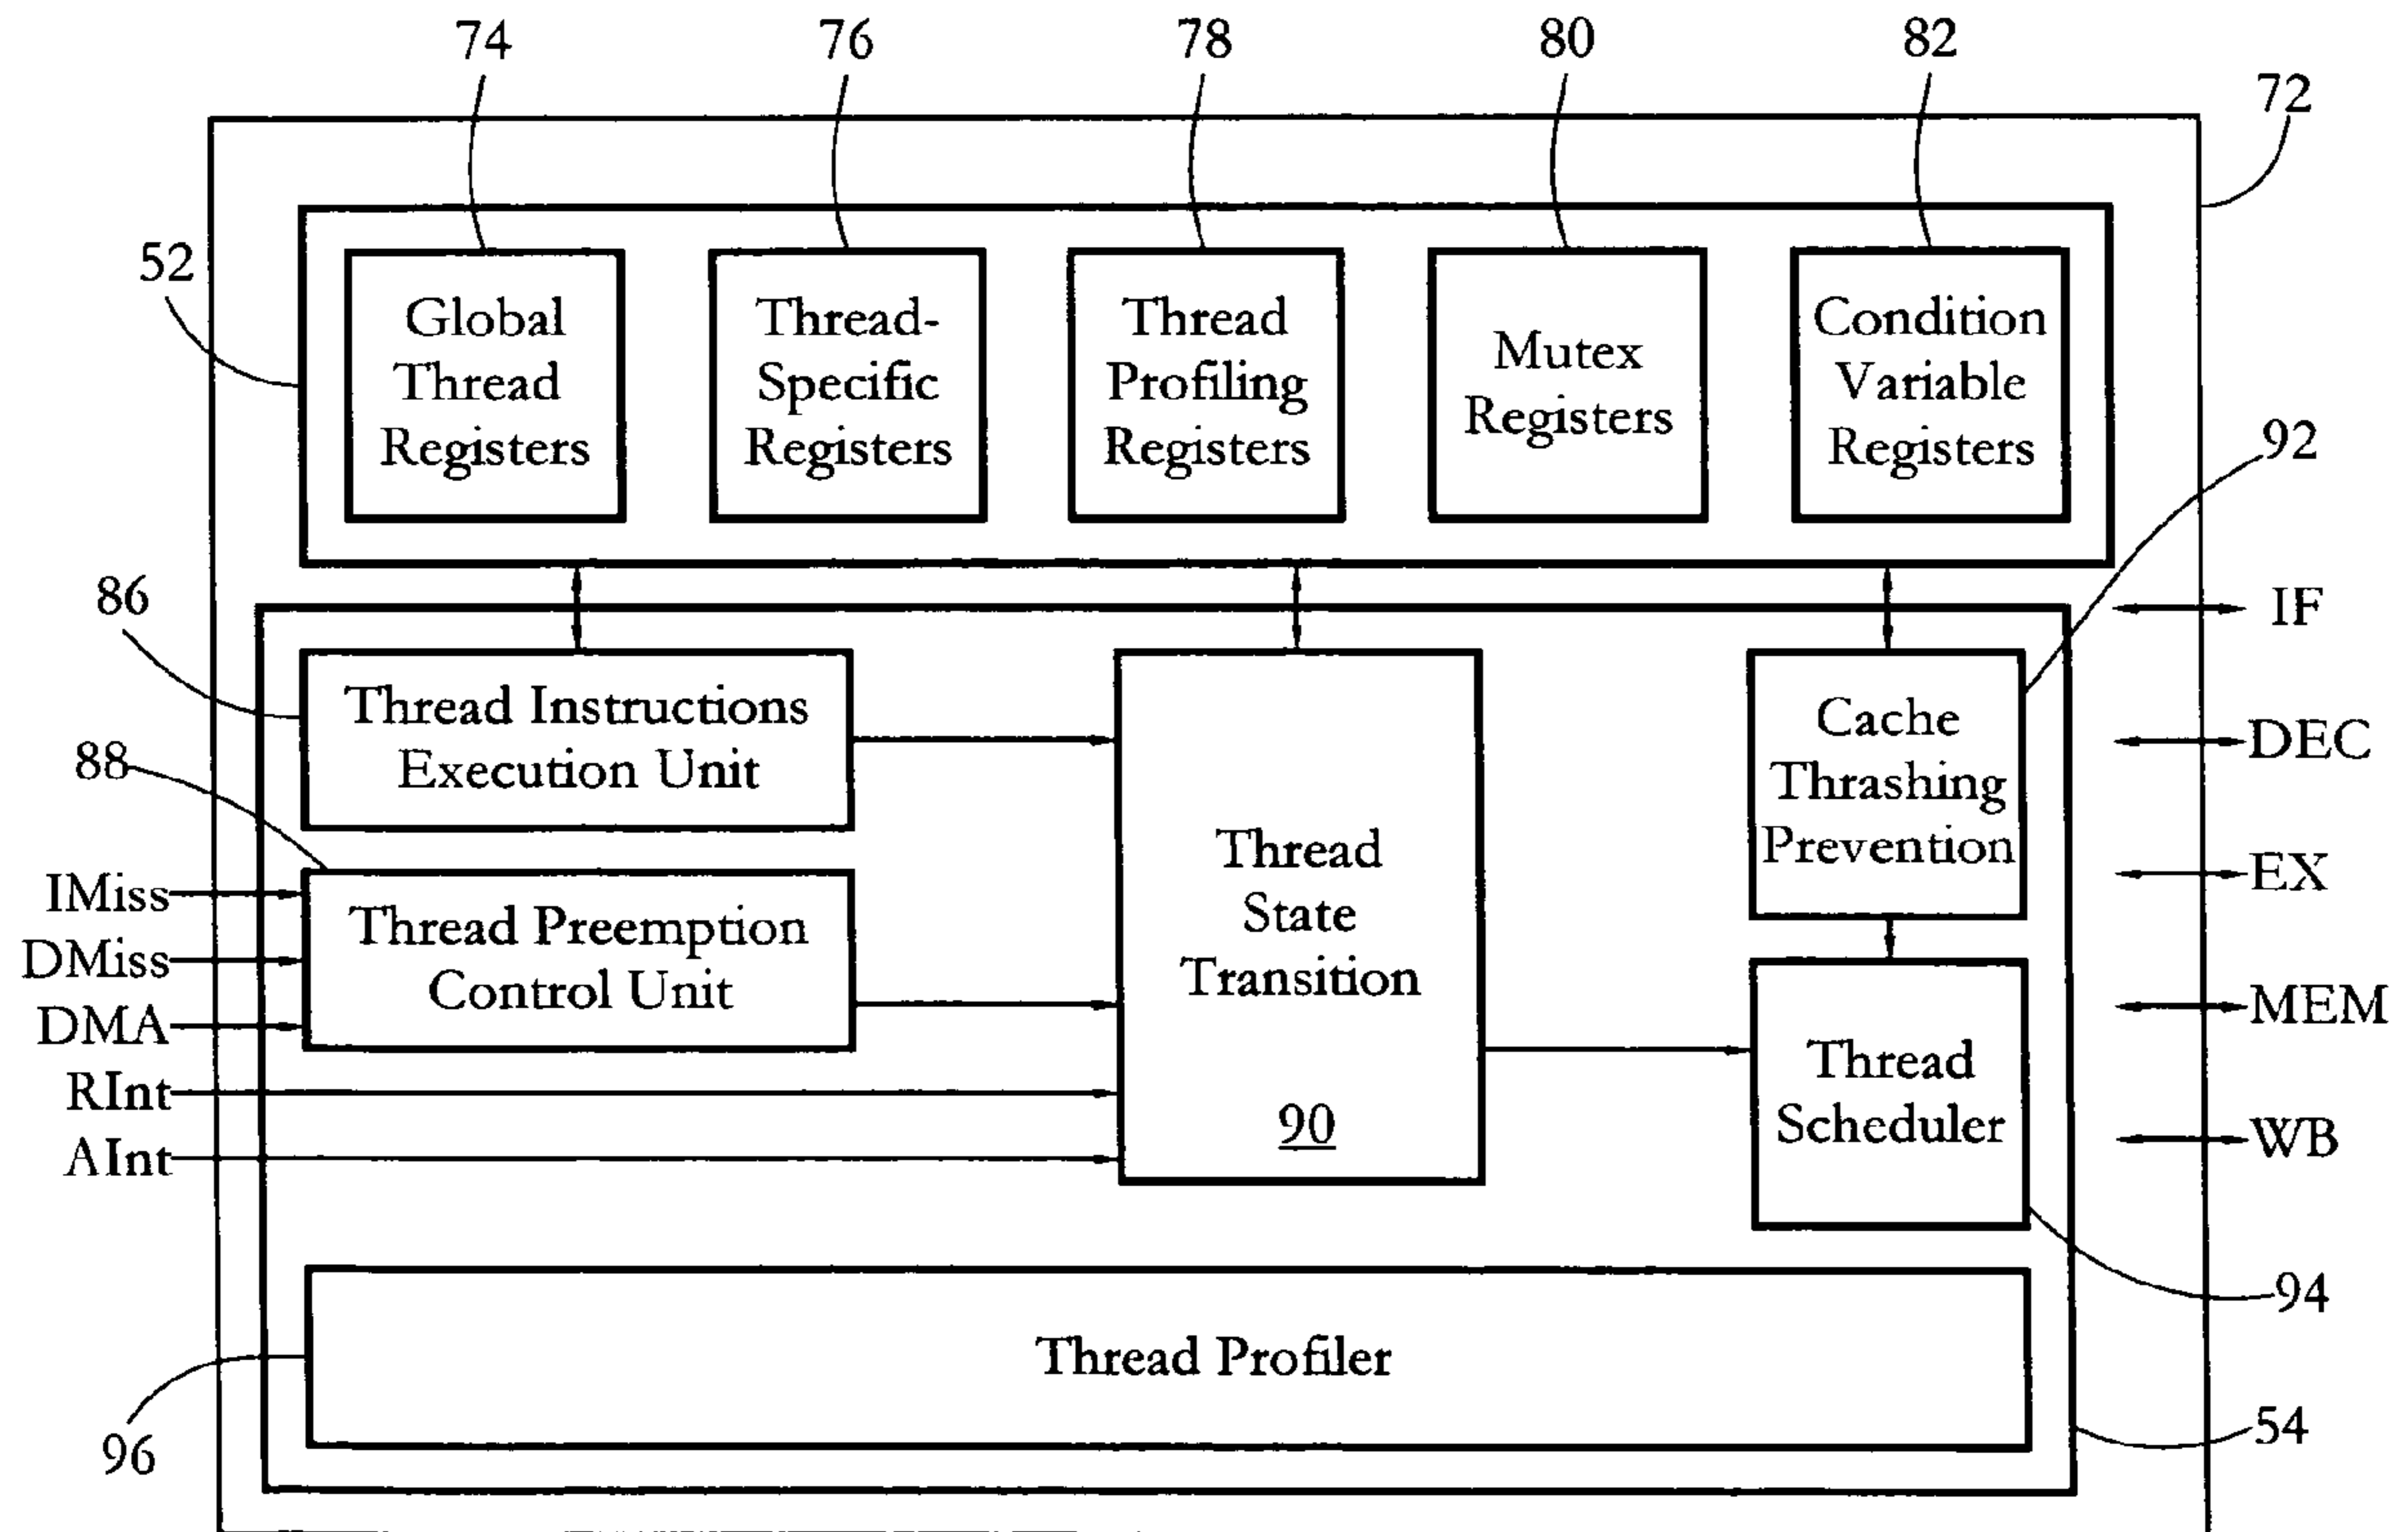 74
76
78
80
82
72
52
Global
Thread
Registers
Thread-
Specific
Registers
Thread
Profiling
Registers
Mutex
Registers
Condition
Variable
Registers
92
86
IF
Thread Instructions
Execution Unit
Cache
Thrashing
Prevention
DEC
88
Thread
State
Transition
90
EX
IMiss
DMiss
DMA
Thread Preemption
Control Unit
MEM
RInt
AInt
Thread
Scheduler
WB
94
Thread Profiler
96
54